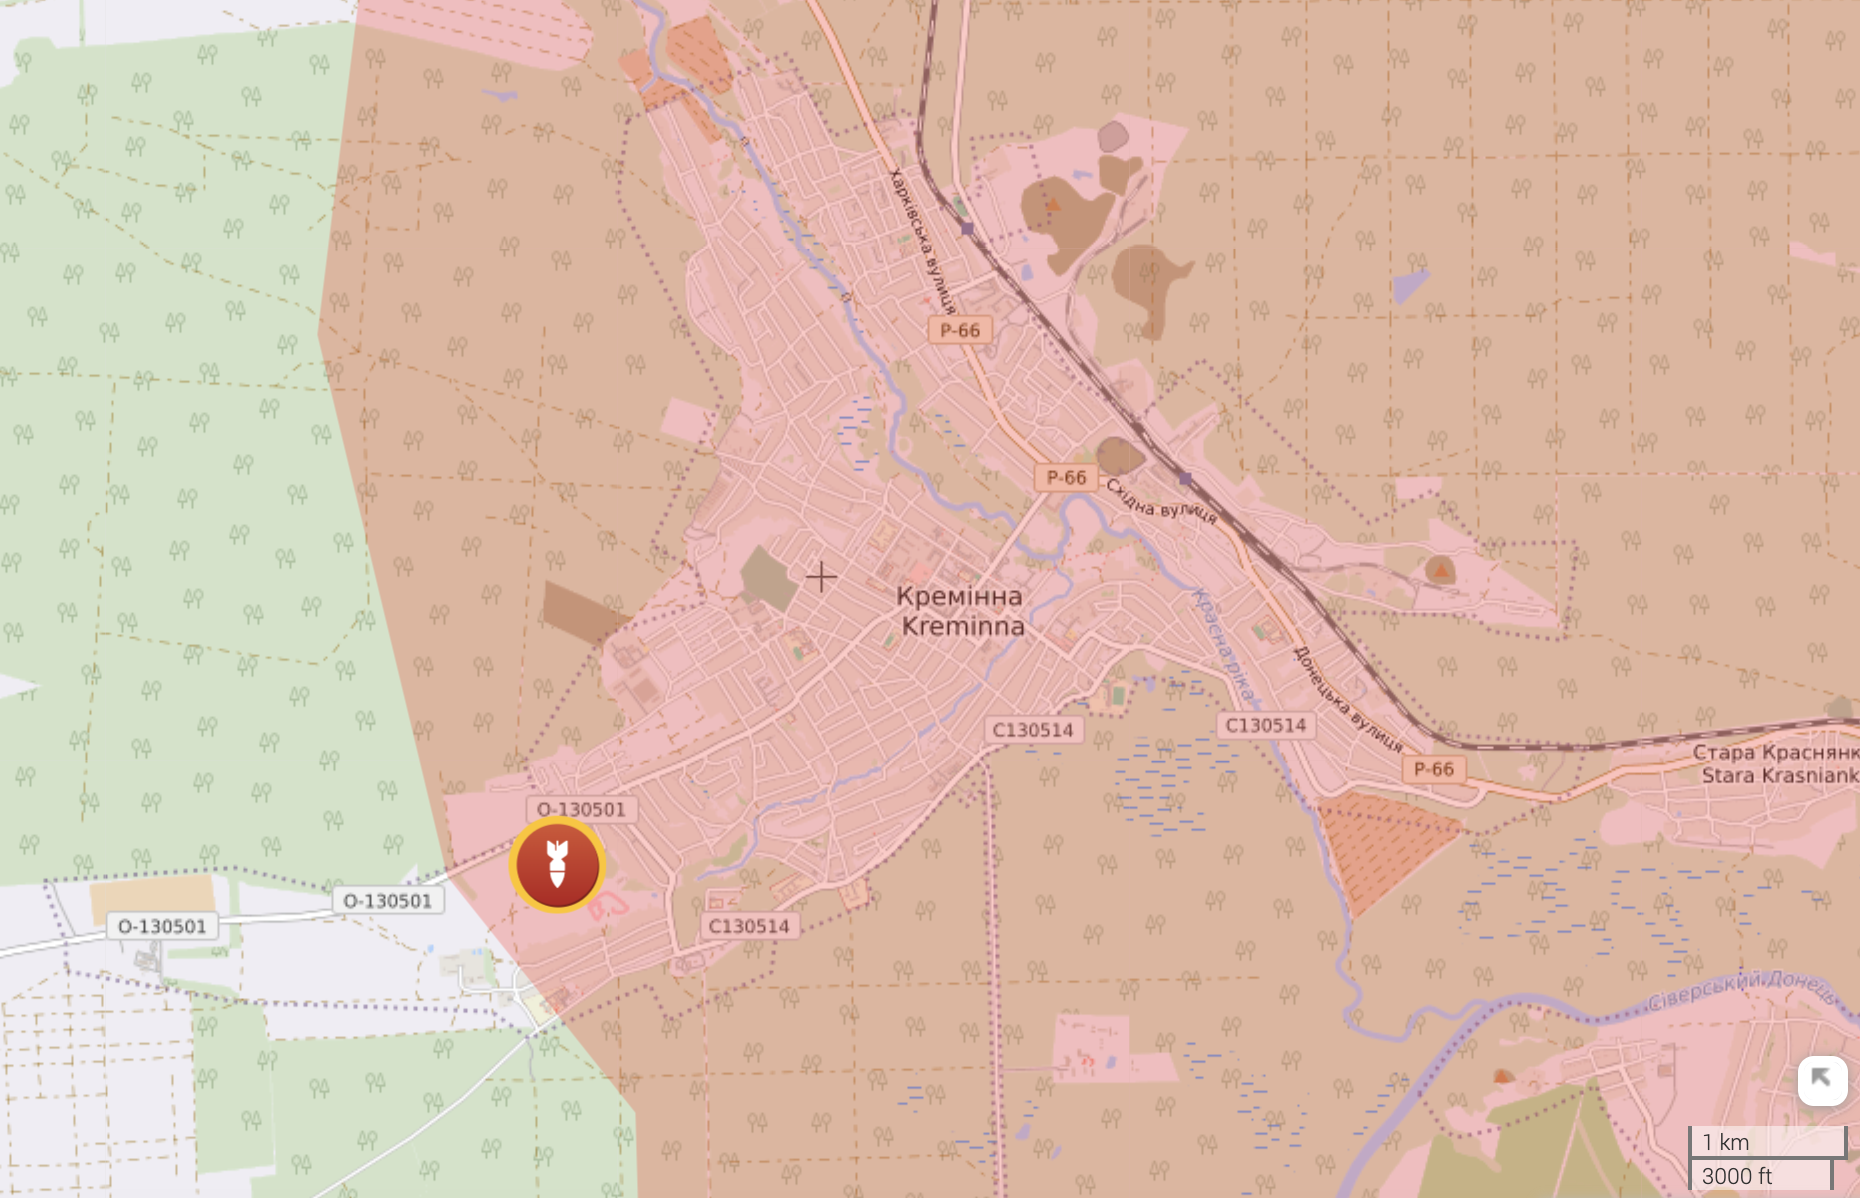 Харківська вулиця
Р-66
Р-66
Східна вулиця
Кремінна
Kreminna
Красна ріка
Донецька вулиця
С130514
С130514
Р-66
Стара Краснянк
Stara Krasniank
О-130501
О-130501
О-130501
С130514
Сіверський Донець
1 km
3000 ft